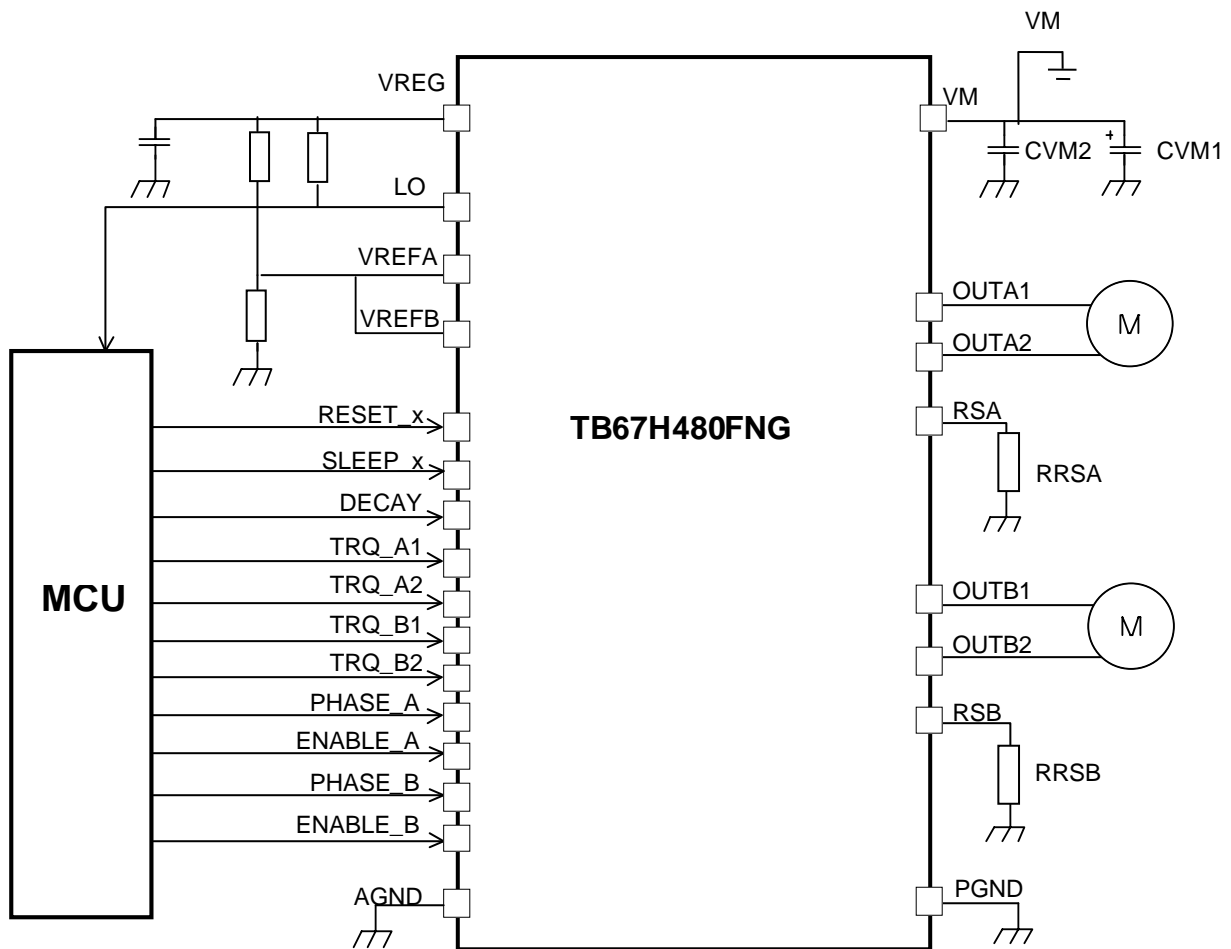 VM
VREG
VM
CVM2
CVM1
+
LO
VREFA
VREFB
OUTA1
M
OUTA2
RESET_x
RSA
TB67H480FNG
SLEEP_x
RRSA
DECAY
TRQ_A1
MCU
TRQ_A2
OUTB1
M
TRQ_B1
OUTB2
TRQ_B2
PHASE_A
RSB
ENABLE_A
RRSB
PHASE_B
ENABLE_B
AGND
PGND